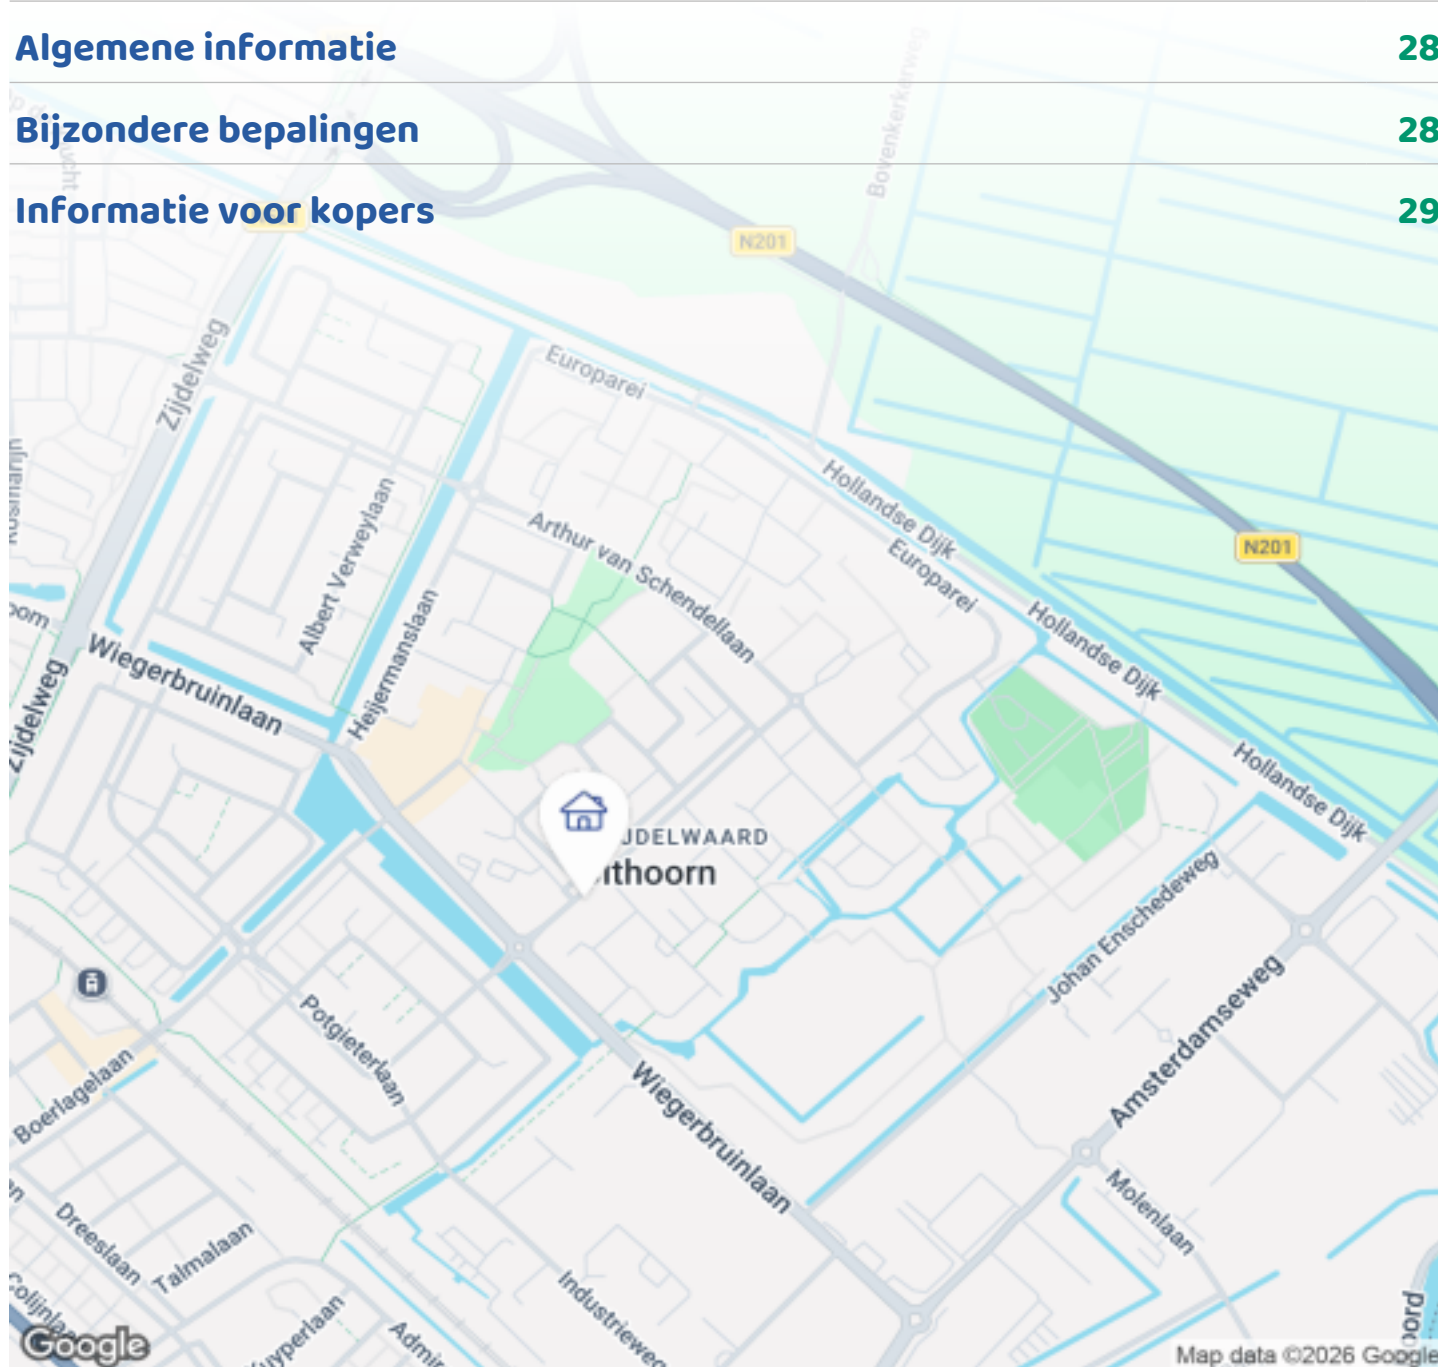 Algemene informatie 28
Bijzondere bepalingen 28
Informatie voor kopers 29
Bovenkerkerweg
N201
Zijdelweg
Europarei
Hollandse Dijk
Albert Verweylaan
Arthur van Schendellaan
N201
Europarei
Heijermanslaan
Hollandse Dijk
Wiegerbruinlaan
Zijdelweg
Hollandse Dijk
Johan Enschedeweg
Potgieterlaan
Amsterdamseweg
Boerlagelaan
Wiegerbruinlaan
Molenlaan
Dreeslaan
Talmalaan
Industrieweg
Google
Map data ©2026 Google